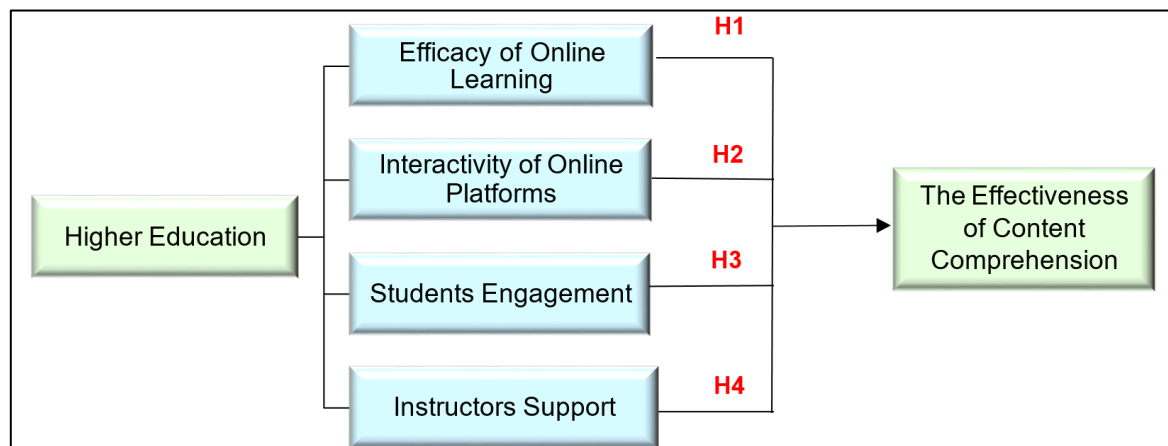 H1
Efficacy of Online
Learning
H2
Interactivity of Online
Platforms
Higher Education
The Effectiveness
of Content
Comprehension
H3
Students Engagement
H4
Instructors Support